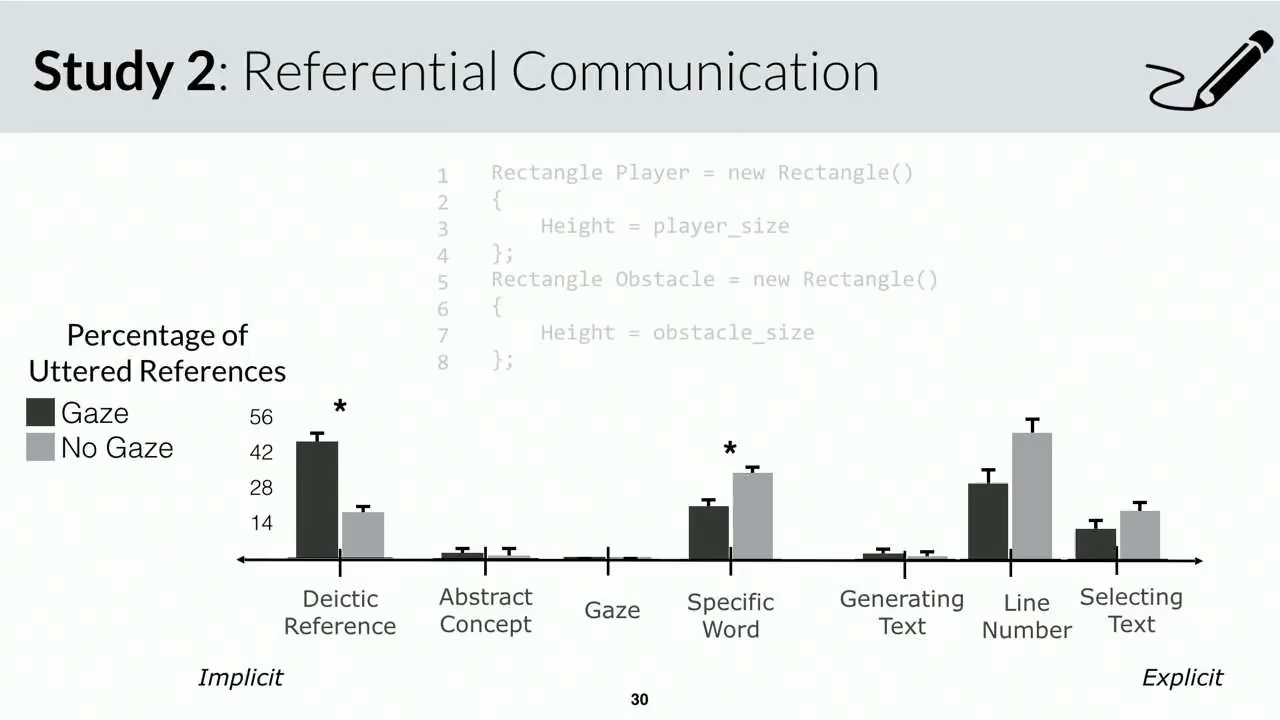 Study 2: Referential Communication
1 Rectangle Player = new Rectangle()
2 {
3 Height = player_size
4 };
5 Rectangle Obstacle = new Rectangle()
6 {
7 Height = obstacle_size
8 };
Percentage of
Uttered References
Gaze
No Gaze
56
42
28
14
*
*
Deictic
Reference
Abstract
Concept
Gaze
Specific
Word
Generating
Text
Line
Number
Selecting
Text
Implicit
Explicit
30